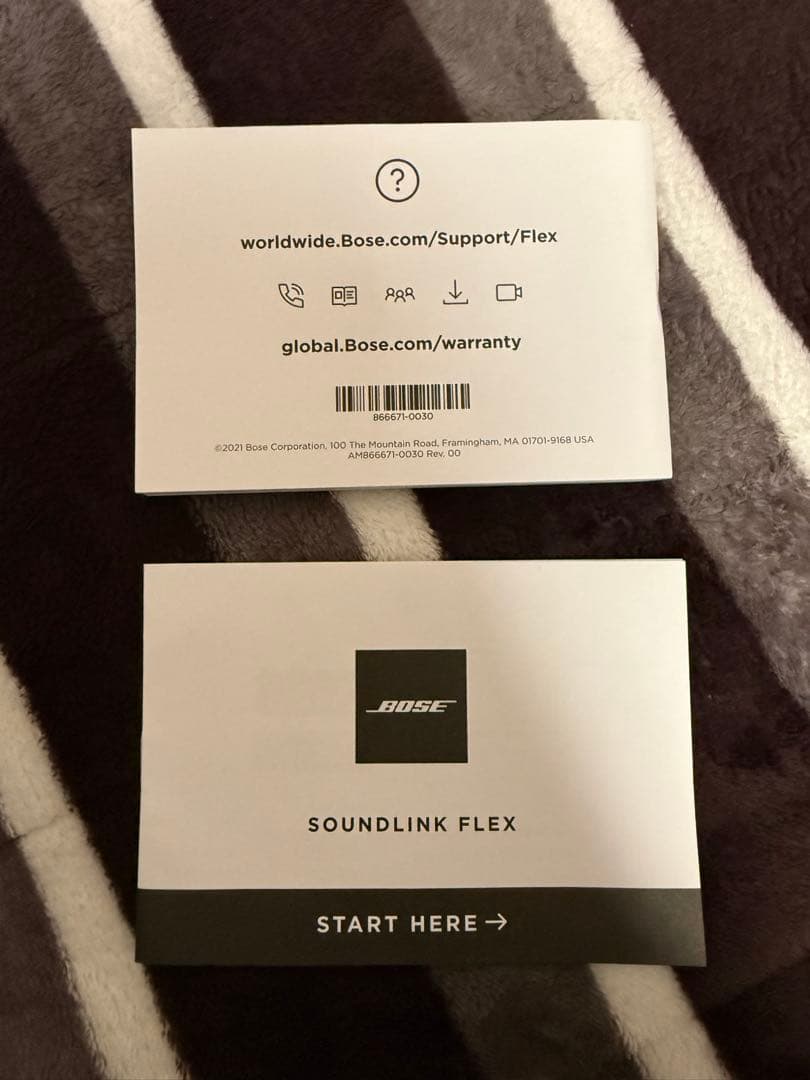 ?
worldwide.Bose.com/Support/Flex
global.Bose.com/warranty
866671-0030
©2021 Bose Corporation, 100 The Mountain Road, Framingham, MA 01701-9168 USA
AM866671-0030 Rev. 00
BOSE
SOUNDLINK FLEX
START HERE→